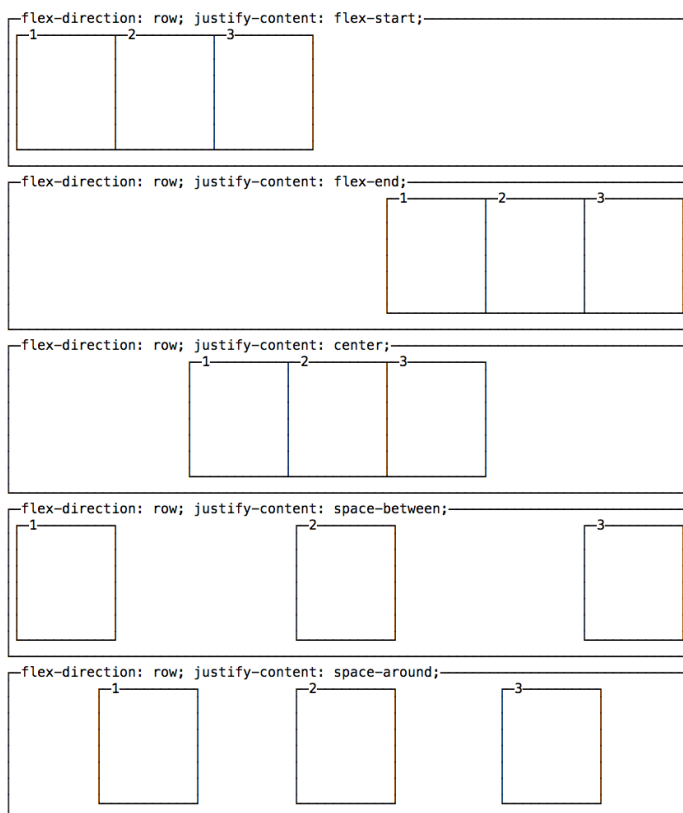 flex-direction: row; justify-content: flex-start;
1 2 3
flex-direction: row; justify-content: flex-end;
1 2 3
flex-direction: row; justify-content: center;
1 2 3
flex-direction: row; justify-content: space-between;
1 2 3
flex-direction: row; justify-content: space-around;
1 2 3